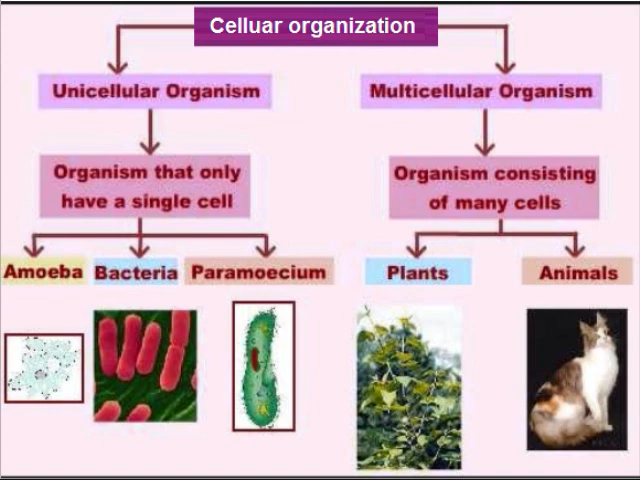 Celluar organization
Unicellular Organism
Multicellular Organism
Organism that only
have a single cell
Organism consisting
of many cells
Amoeba
Bacteria
Paramoecium
Plants
Animals